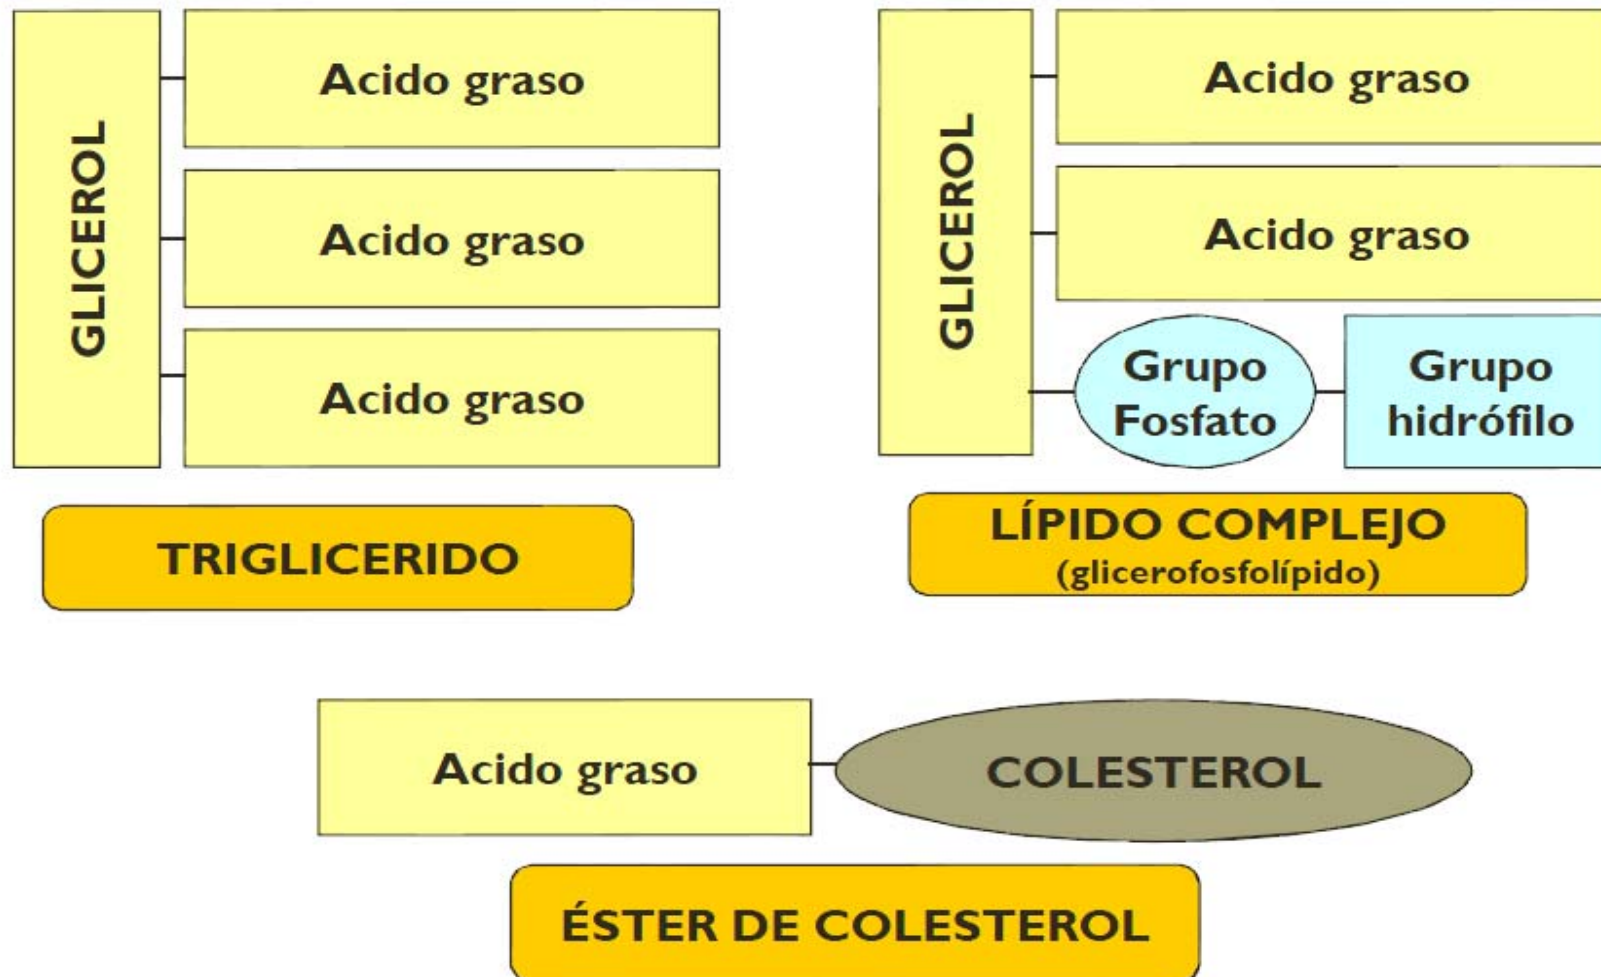 GLICEROL
Acido graso
Acido graso
Acido graso
TRIGLICERIDO
GLICEROL
Acido graso
Acido graso
Grupo
Fosfato
Grupo
hidrófilo
LÍPIDO COMPLEJO
(glicerofosfolípido)
Acido graso
COLESTEROL
ÉSTER DE COLESTEROL